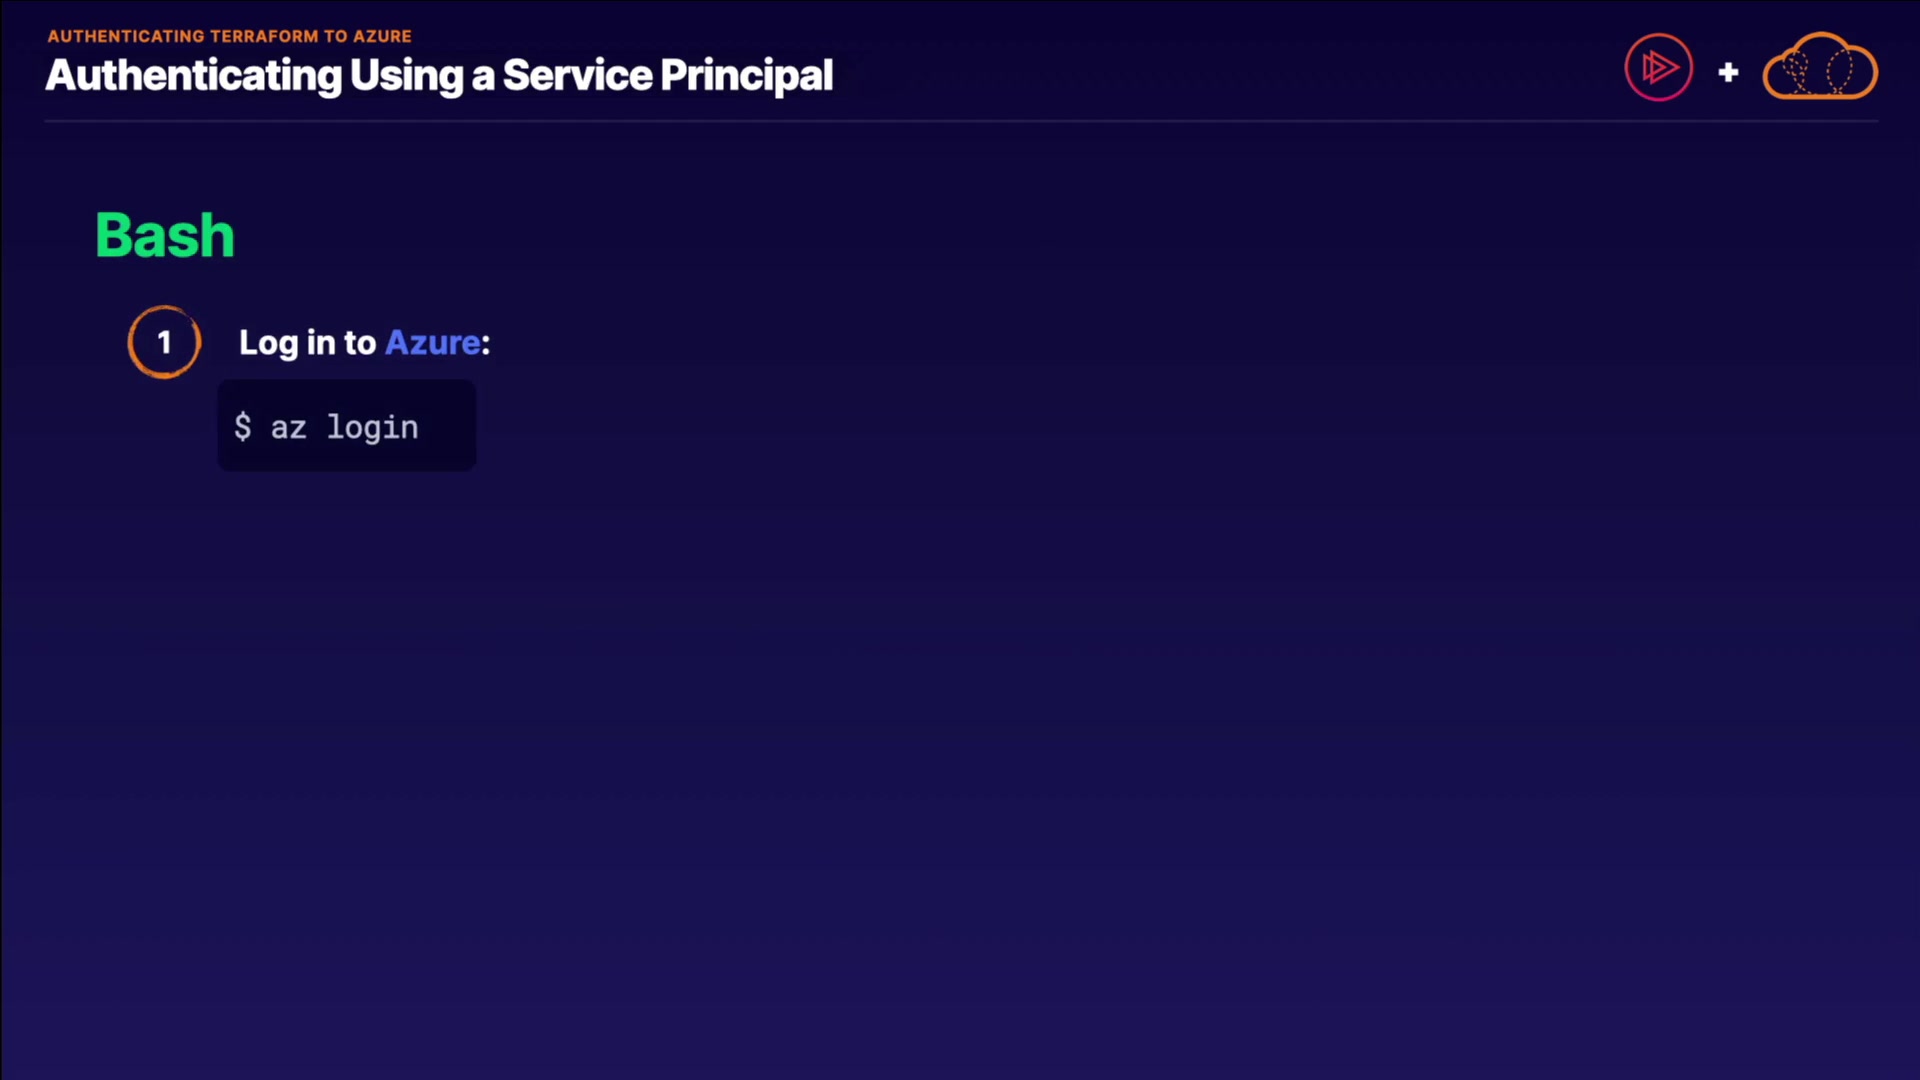 AUTHENTICATING TERRAFORM TO AZURE
Authenticating Using a Service Principal
Bash
1 Log in to Azure:
$ az login